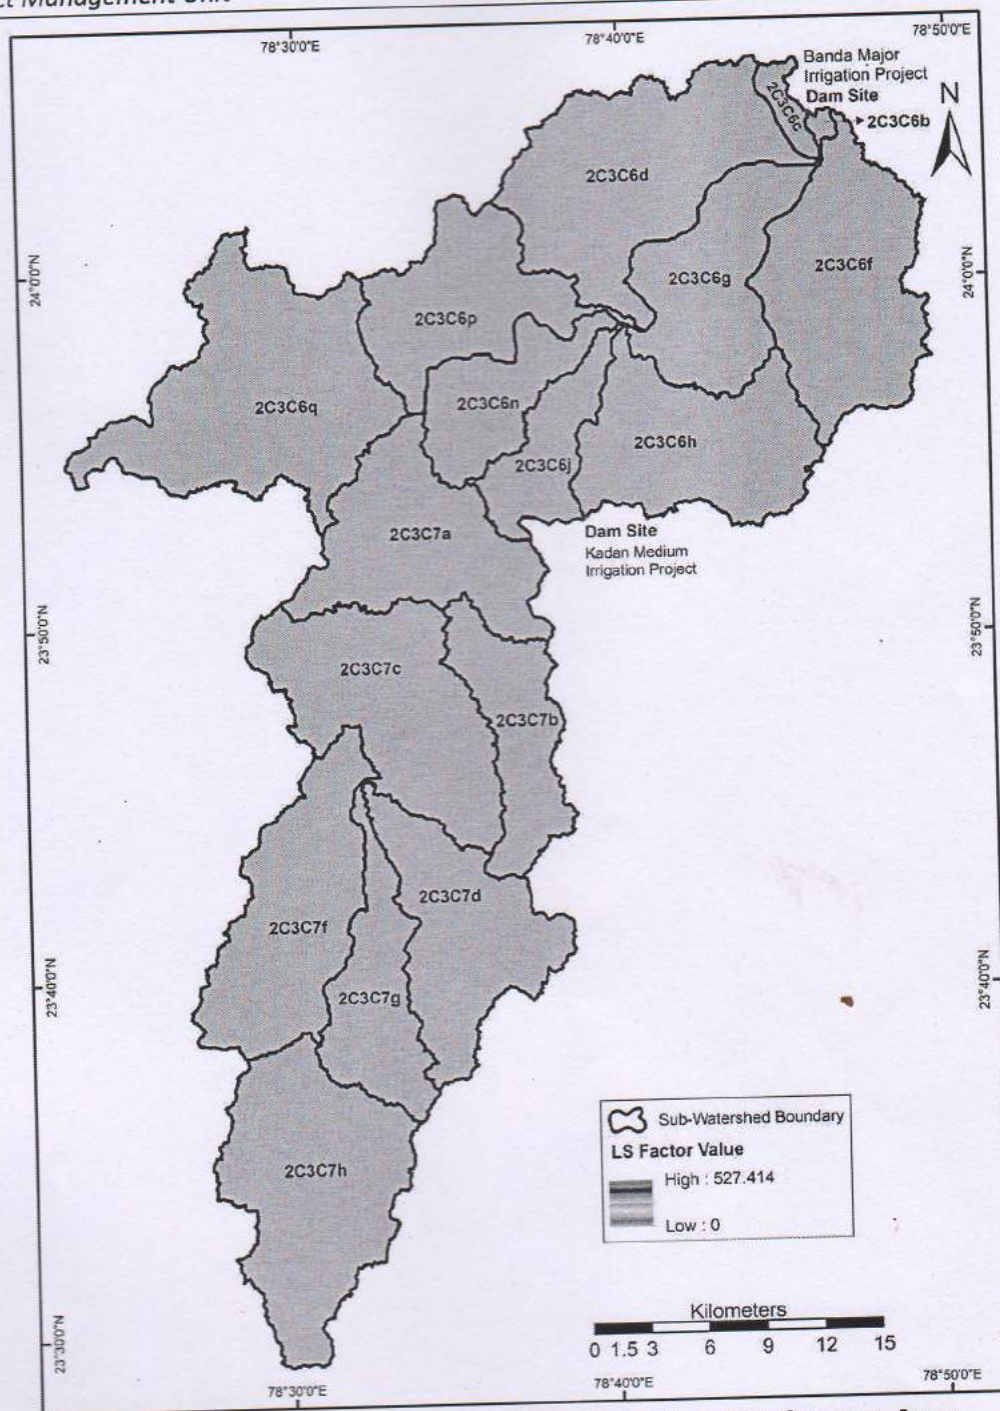 ct Management Unit
78°30'0"E
78°40'0"E
78°50'0"E
Banda Major
Irrigation Project
Dam Site
N
2C3C6c
2C3C6b
2C3C6d
24°0'0"N
2C3C6g
2C3C6f
24°0'0"N
2C3C6p
2C3C6n
2C3C6q
2C3C6h
2C3C6j
2C3C7a
Dam Site
Kadan Medium
Irrigation Project
23°50'0"N
23°50'0"N
2C3C7c
2C3C7b
2C3C7d
2C3C7f
23°40'0"N
2C3C7g
23°40'0"N
Sub-Watershed Boundary
LS Factor Value
High : 527.414
Low : 0
2C3C7h
Kilometers
0 1.5 3 6 9 12 15
23°30'0"N
78°30'0"E
78°40'0"E
78°50'0"E